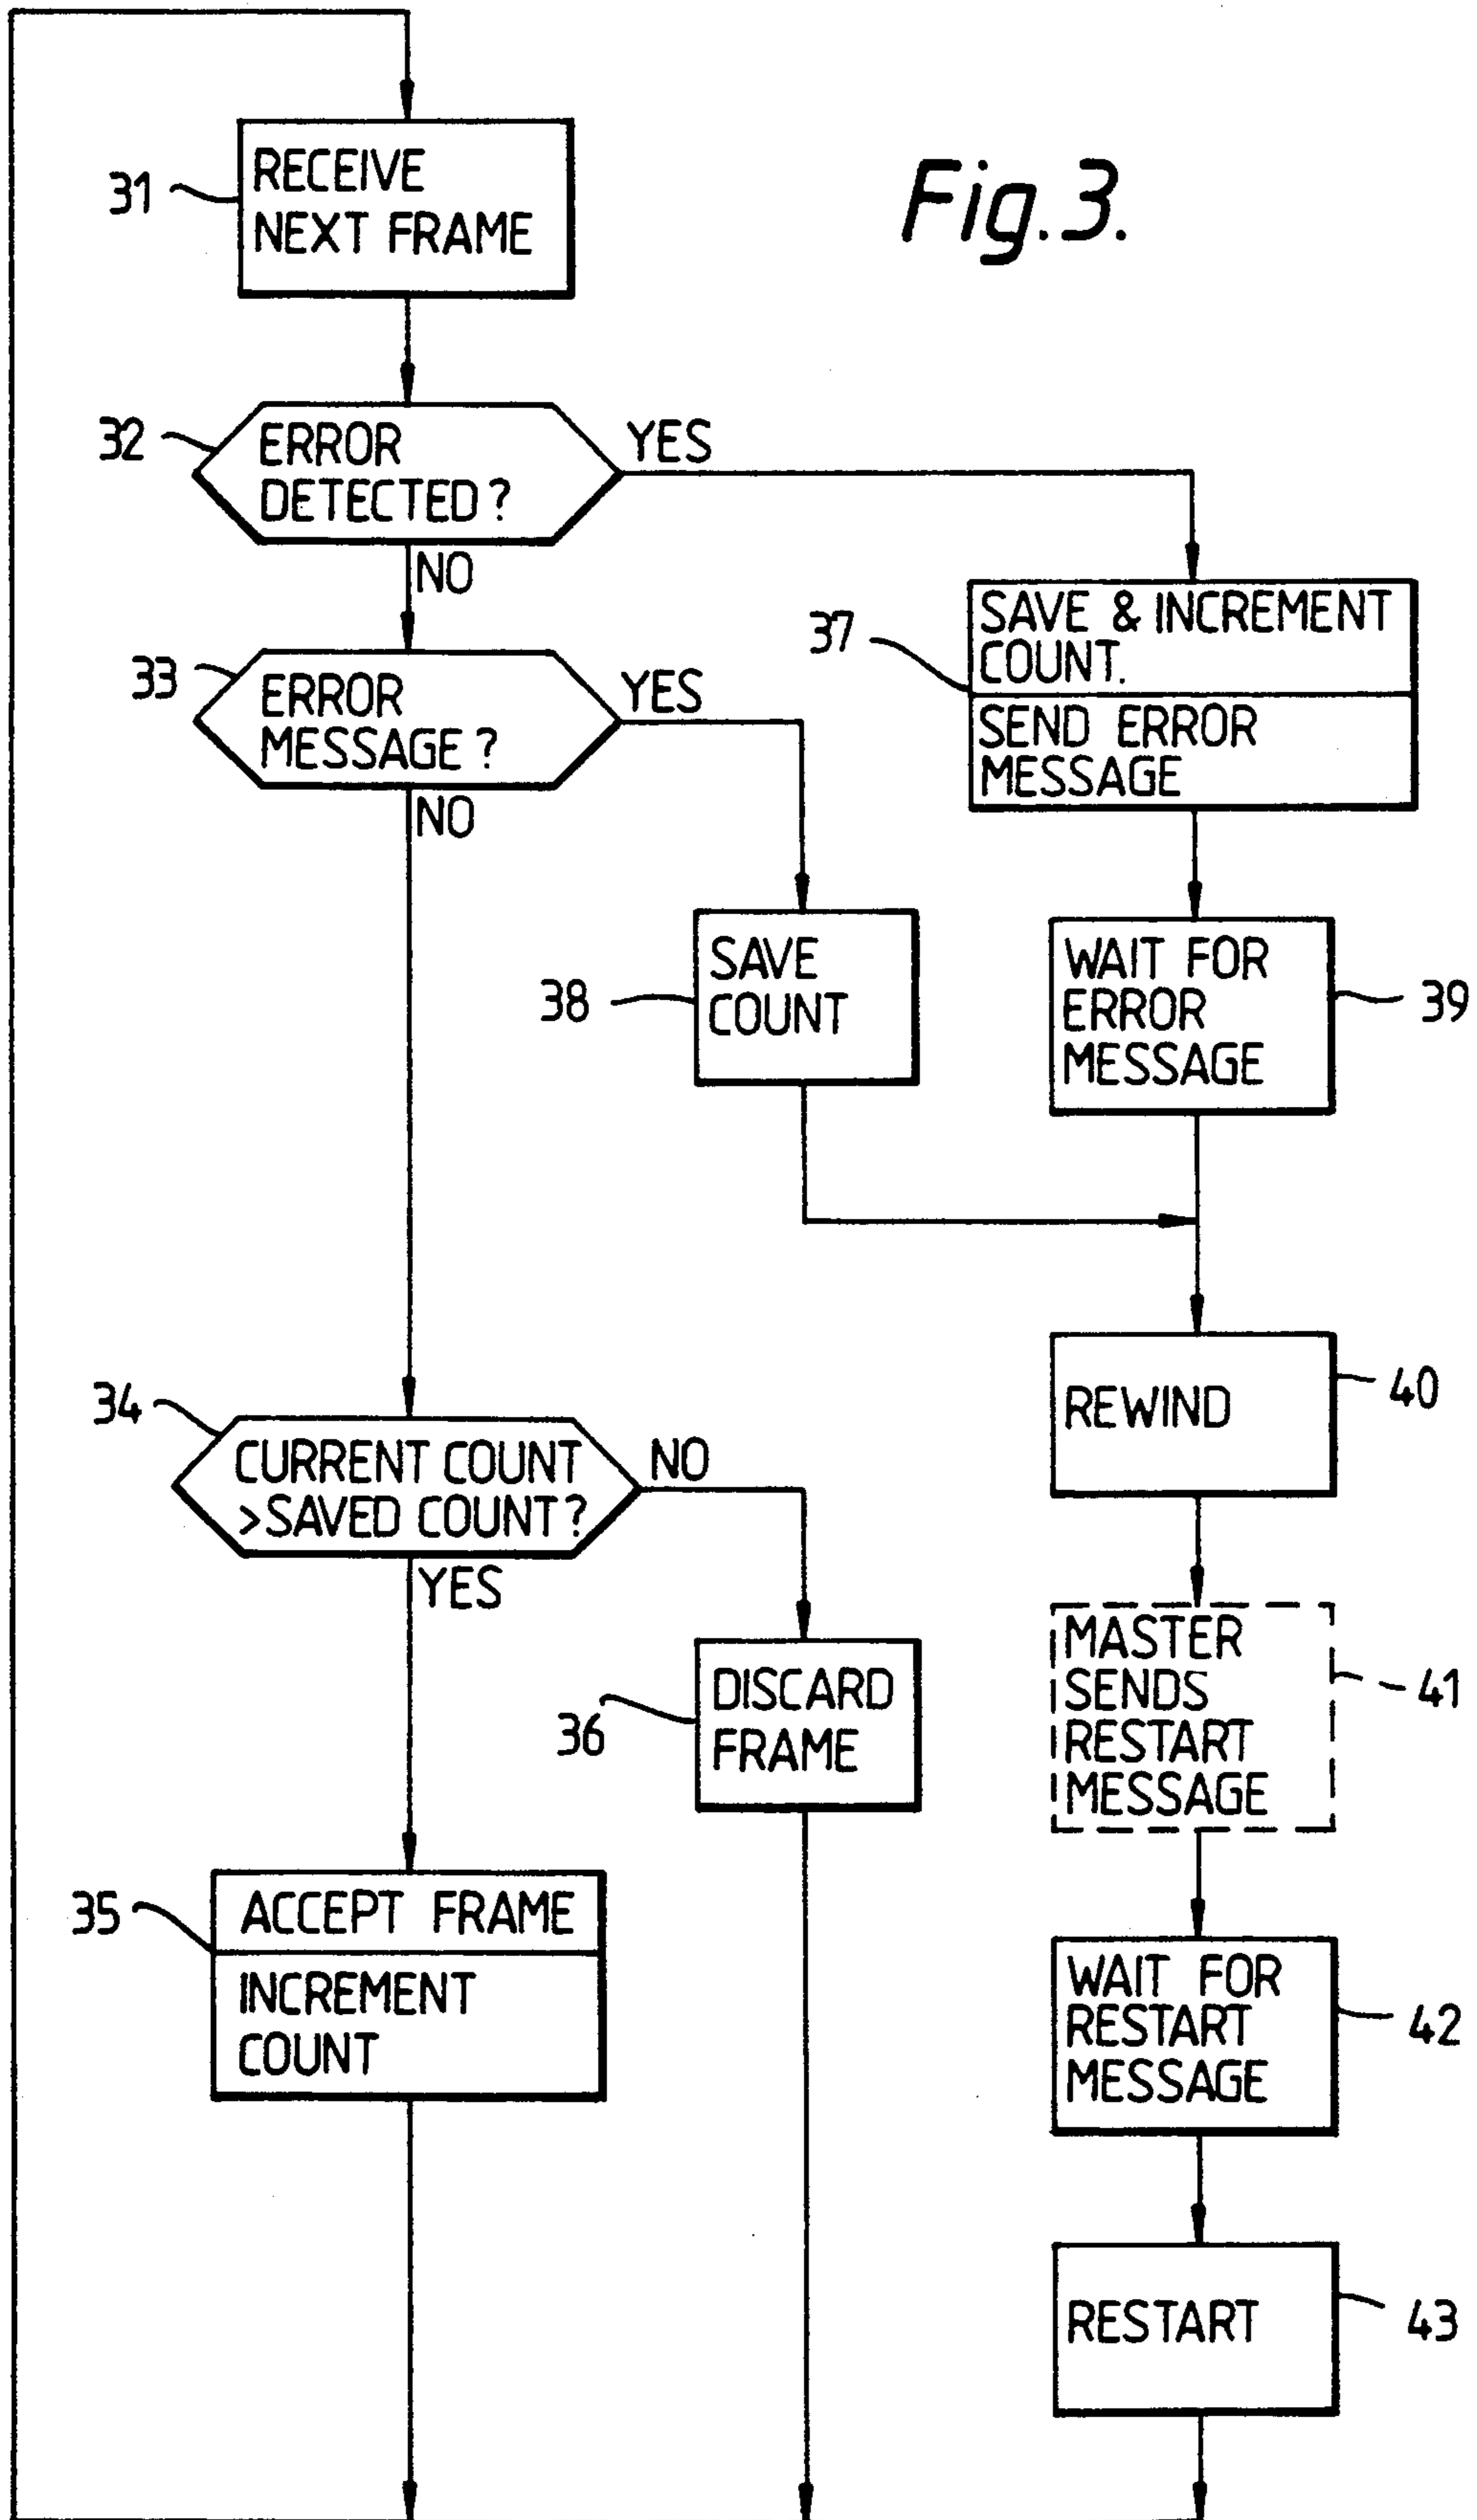 Fig.3.
31
RECEIVE
NEXT FRAME
32
ERROR
DETECTED?
YES
NO
33
ERROR
MESSAGE?
YES
NO
37
SAVE & INCREMENT
COUNT.
SEND ERROR
MESSAGE
38
SAVE
COUNT
WAIT FOR
ERROR
MESSAGE
39
REWIND
40
34
CURRENT COUNT
>SAVED COUNT?
NO
YES
36
DISCARD
FRAME
MASTER
SENDS
RESTART
MESSAGE
41
35
ACCEPT FRAME
INCREMENT
COUNT
WAIT FOR
RESTART
MESSAGE
42
RESTART
43